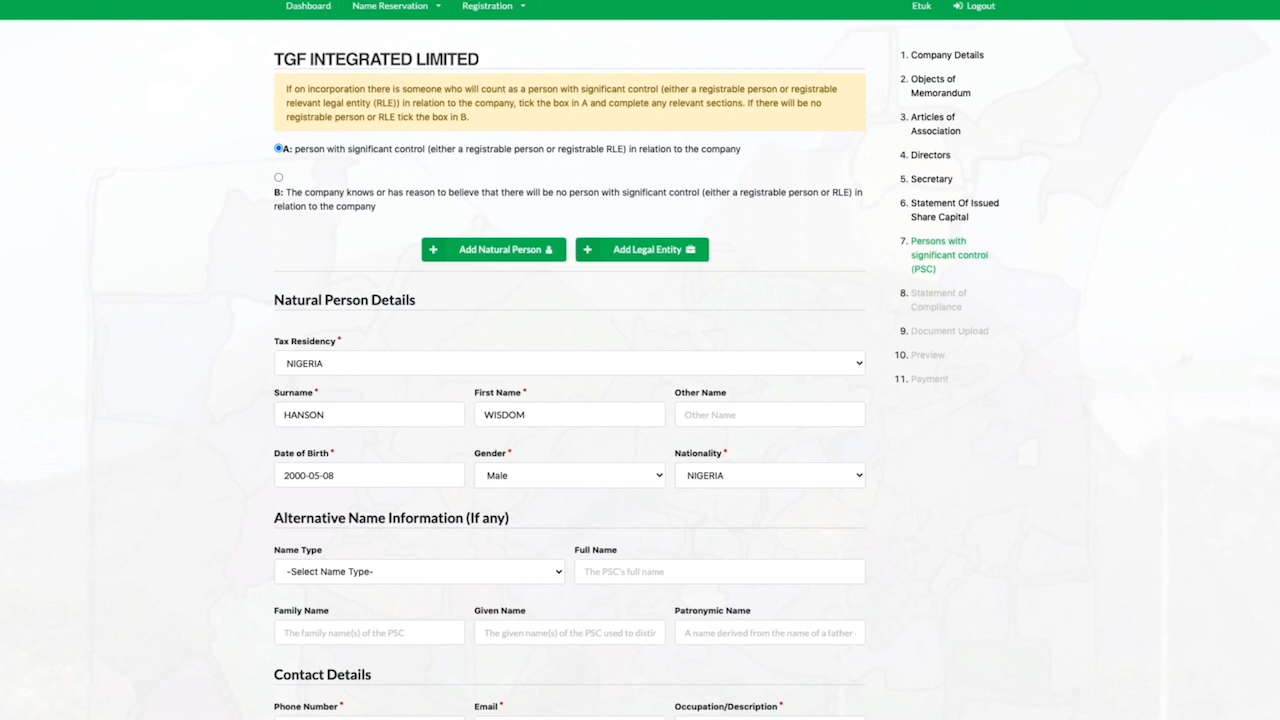 Dashboard Name Reservation Registration Etuk Logout
TGF INTEGRATED LIMITED
If on incorporation there is someone who will count as a person with significant control (either a registrable person or registrable
relevant legal entity (RLE)) in relation to the company, tick the box in A and complete any relevant sections. If there will be no
registrable person or RLE tick the box in B.
A: person with significant control (either a registrable person or registrable RLE) in relation to the company
B: The company knows or has reason to believe that there will be no person with significant control (either a registrable person or RLE) in
relation to the company
+ Add Natural Person + Add Legal Entity
Natural Person Details
Tax Residency *
NIGERIA
Surname * First Name * Other Name
HANSON WISDOM Other Name
Date of Birth * Gender * Nationality *
2000-05-08 Male NIGERIA
Alternative Name Information (If any)
Name Type Full Name
-Select Name Type- The PSC's full name
Family Name Given Name Patronymic Name
The family name(s) of the PSC The given name(s) of the PSC used to distir A name derived from the name of a father
Contact Details
Phone Number * Email * Occupation/Description *
1. Company Details
2. Objects of
Memorandum
3. Articles of
Association
4. Directors
5. Secretary
6. Statement Of Issued
Share Capital
7. Persons with
significant control
(PSC)
8. Statement of
Compliance
9. Document Upload
10. Preview
11. Payment